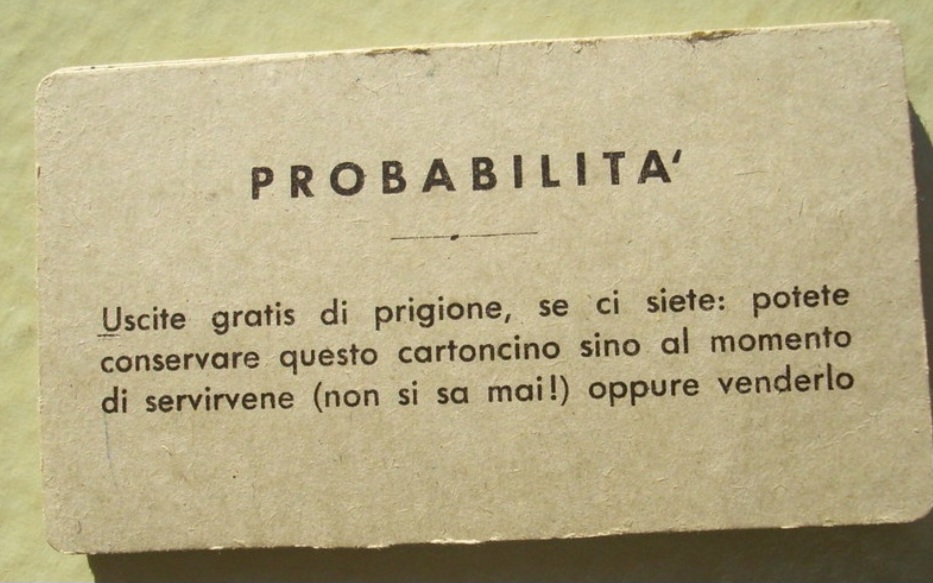 PROBABILITA'
Uscite gratis di prigione, se ci siete: potete
conservare questo cartoncino sino al momento
di servirvene (non si sa mai!) oppure venderlo